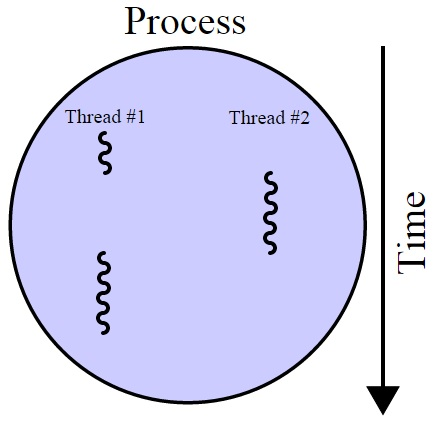 Process
Thread #1
Thread #2
Time